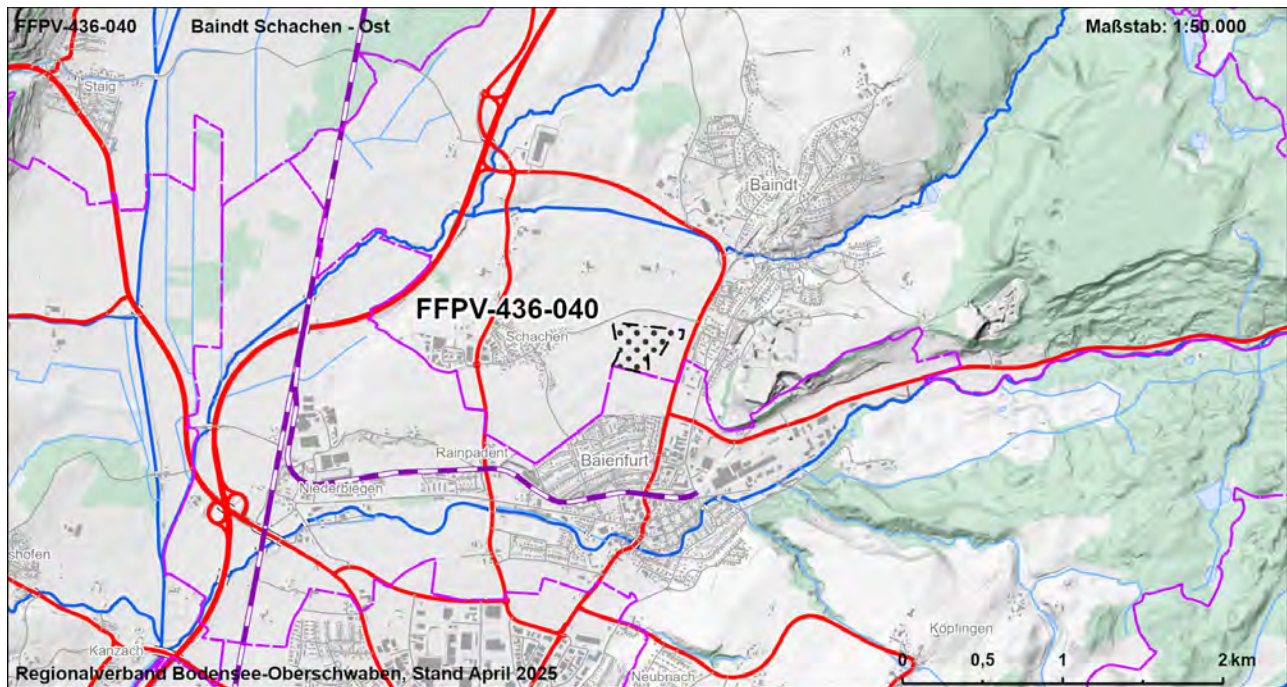 FFPV-436-040 Baindt Schachen - Ost Maßstab: 1:50.000
Staig
Baindt
FFPV-436-040
Schachen
Rainpadent
Baienfurt
Niederbiegen
shofen
Köpfingen
Kanzach
Neubriach
0 0,5 1 2 km
Regionalverband Bodensee-Oberschwaben, Stand April 2025